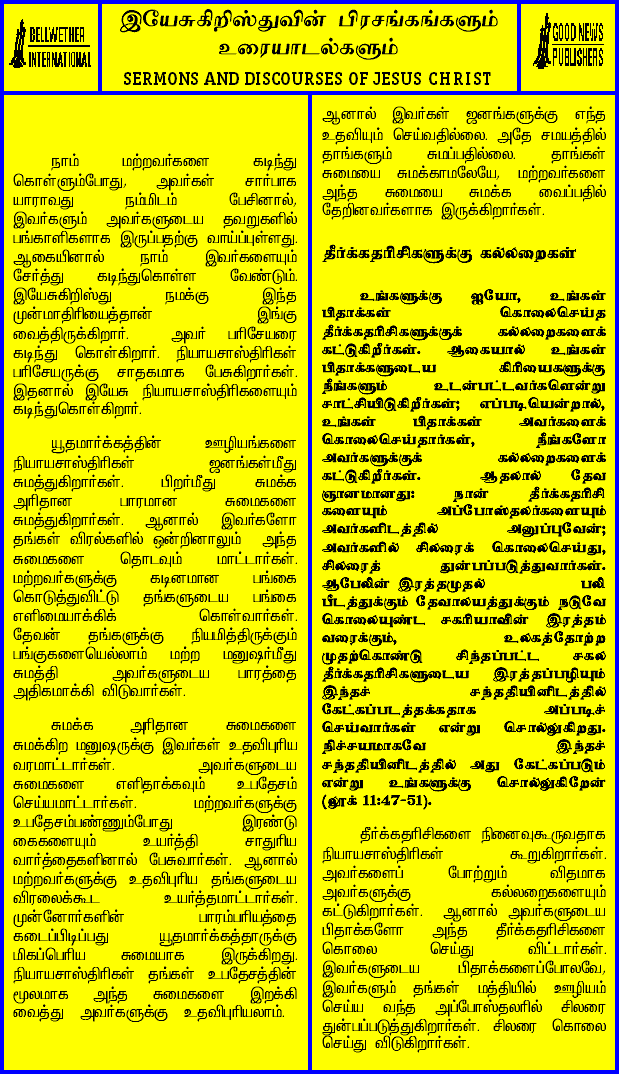 BELLWETHER
INTERNATIONAL
இயேசுகிறிஸ்துவின் பிரசங்கங்களும்
உரையாடல்களும்
SERMONS AND DISCOURSES OF JESUS CHRIST
GOOD NEWS
PUBLISHERS
நாம் மற்றவர்களை கடிந்து
கொள்ளும்போது, அவர்கள் சார்பாக
யாராவது நம்மிடம் பேசினால்,
இவர்களும் அவர்களுடைய தவறுகளில்
பங்காளிகளாக இருப்பதற்கு வாய்ப்புள்ளது.
ஆகையினால் நாம் இவர்களையும்
சேர்த்து கடிந்துகொள்ள வேண்டும்.
இயேசுகிறிஸ்து நமக்கு இந்த
முன்மாதிரியைத்தான் இங்கு
வைத்திருக்கிறார். அவர் பரிசேயரை
கடிந்து கொள்கிறார். நியாயசாஸ்திரிகள்
பரிசேயருக்கு சாதகமாக பேசுகிறார்கள்.
இதனால் இயேசு நியாயசாஸ்திரிகளையும்
கடிந்துகொள்கிறார்.
யூதமார்க்கத்தின் ஊழியங்களை
நியாயசாஸ்திரிகள் ஜனங்கள்மீது
சுமத்துகிறார்கள். பிறர்மீது சுமக்க
அரிதான பாரமான சுமைகளை
சுமத்துகிறார்கள். ஆனால் இவர்களோ
தங்கள் விரல்களில் ஒன்றினாலும் அந்த
சுமைகளை தொடவும் மாட்டார்கள்.
மற்றவர்களுக்கு கடினமான பங்கை
கொடுத்துவிட்டு தங்களுடைய பங்கை
எளிமையாக்கிக் கொள்வார்கள்.
தேவன் தங்களுக்கு நியமித்திருக்கும்
பங்குகளையெல்லாம் மற்ற மனுஷர்மீது
சுமத்தி அவர்களுடைய பாரத்தை
அதிகமாக்கி விடுவார்கள்.
சுமக்க அரிதான சுமைகளை
சுமக்கிற மனுஷருக்கு இவர்கள் உதவிபுரிய
வரமாட்டார்கள். அவர்களுடைய
சுமைகளை எளிதாக்கவும் உபதேசம்
செய்யமாட்டார்கள். மற்றவர்களுக்கு
உபதேசம்பண்ணும்போது இரண்டு
கைகளையும் உயர்த்தி சாதுரிய
வார்த்தைகளினால் பேசுவார்கள். ஆனால்
மற்றவர்களுக்கு உதவிபுரிய தங்களுடைய
விரலைக்கூட உயர்த்தமாட்டார்கள்.
முன்னோர்களின் பாரம்பரியத்தை
கடைப்பிடிப்பது யூதமார்க்கத்தாருக்கு
மிகப்பெரிய சுமையாக இருக்கிறது.
நியாயசாஸ்திரிகள் தங்கள் உபதேசத்தின்
மூலமாக அந்த சுமைகளை இறக்கி
வைத்து அவர்களுக்கு உதவிபுரியலாம்.
ஆனால் இவர்கள் ஜனங்களுக்கு எந்த
உதவியும் செய்வதில்லை. அதே சமயத்தில்
தாங்களும் சுமப்பதில்லை. தாங்கள்
சுமையை சுமக்காமலேயே, மற்றவர்களை
அந்த சுமையை சுமக்க வைப்பதில்
தேறினவர்களாக இருக்கிறார்கள்.
தீர்க்கதரிசிகளுக்கு கல்லறைகள்
உங்களுக்கு ஐயோ, உங்கள்
பிதாக்கள் கொலைசெய்த
தீர்க்கதரிசிகளுக்குக் கல்லறைகளைக்
கட்டுகிறீர்கள். ஆகையால் உங்கள்
பிதாக்களுடைய கிரியைகளுக்கு
நீங்களும் உடன்பட்டவர்களென்று
சாட்சியிடுகிறீர்கள்; எப்படியென்றால்,
உங்கள் பிதாக்கள் அவர்களைக்
கொலைசெய்தார்கள், நீங்களோ
அவர்களுக்குக் கல்லறைகளைக்
கட்டுகிறீர்கள். ஆதலால் தேவ
ஞானமானது: நான் தீர்க்கதரிசி
களையும் அப்போஸ்தலர்களையும்
அவர்களிடத்தில் அனுப்புவேன்;
அவர்களில் சிலரைக் கொலைசெய்து,
சிலரைத் துன்பப்படுத்துவார்கள்.
ஆபேலின் இரத்தமுதல் பலி
பீடத்துக்கும் தேவாலயத்துக்கும் நடுவே
கொலையுண்ட சகரியாவின் இரத்தம்
வரைக்கும், உலகத்தோற்ற
முதற்கொண்டு சிந்தப்பட்ட சகல
தீர்க்கதரிசிகளுடைய இரத்தப்பழியும்
இந்தச் சந்ததியினிடத்தில்
கேட்கப்படத்தக்கதாக அப்படிச்
செய்வார்கள் என்று சொல்லுகிறது.
நிச்சயமாகவே இந்தச்
சந்ததியினிடத்தில் அது கேட்கப்படும்
என்று உங்களுக்கு சொல்லுகிறேன்
(லூக் 11:47-51).
தீர்க்கதரிசிகளை நினைவுகூருவதாக
நியாயசாஸ்திரிகள் கூறுகிறார்கள்.
அவர்களைப் போற்றும் விதமாக
அவர்களுக்கு கல்லறைகளையும்
கட்டுகிறார்கள். ஆனால் அவர்களுடைய
பிதாக்களோ அந்த தீர்க்கதரிசிகளை
கொலை செய்து விட்டார்கள்.
இவர்களுடைய பிதாக்களைப்போலவே,
இவர்களும் தங்கள் மத்தியில் ஊழியம்
செய்ய வந்த அப்போஸ்தலரில் சிலரை
துன்பப்படுத்துகிறார்கள். சிலரை கொலை
செய்து விடுகிறார்கள்.